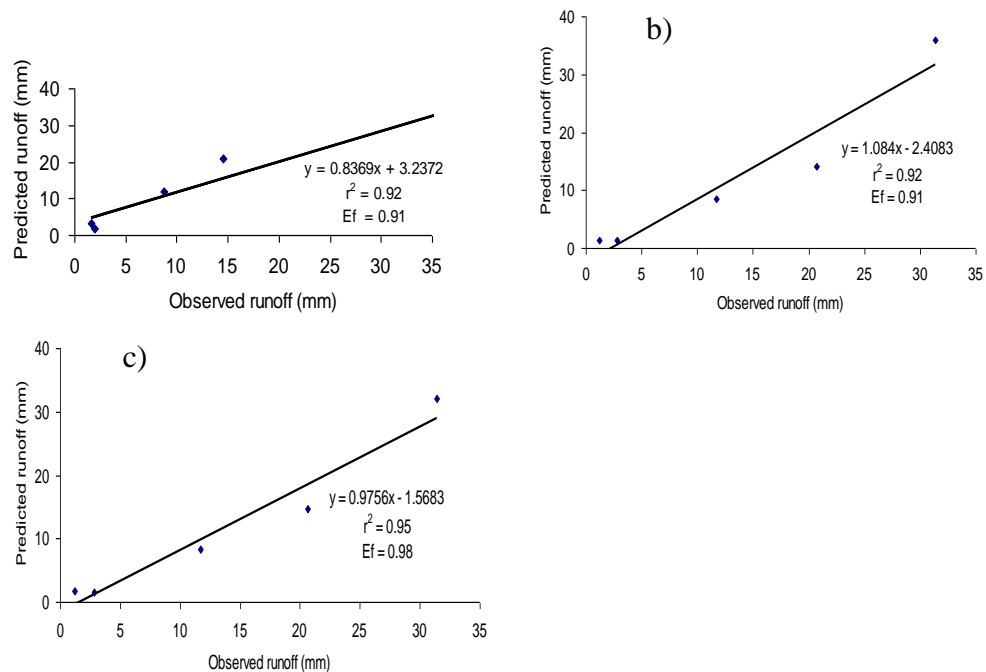 Predicted runoff (mm)
40
30
20
10
0
y = 0.8369x + 3.2372
r² = 0.92
Ef = 0.91
0 5 10 15 20 25 30 35
Observed runoff (mm)
b)
Predicted runoff (mm)
40
30
20
10
0
y = 1.084x - 2.4083
r² = 0.92
Ef = 0.91
0 5 10 15 20 25 30 35
Observed runoff (mm)
c)
Predicted runoff (mm)
40
30
20
10
0
y = 0.9756x - 1.5683
r² = 0.95
Ef = 0.98
0 5 10 15 20 25 30 35
Observed runoff (mm)